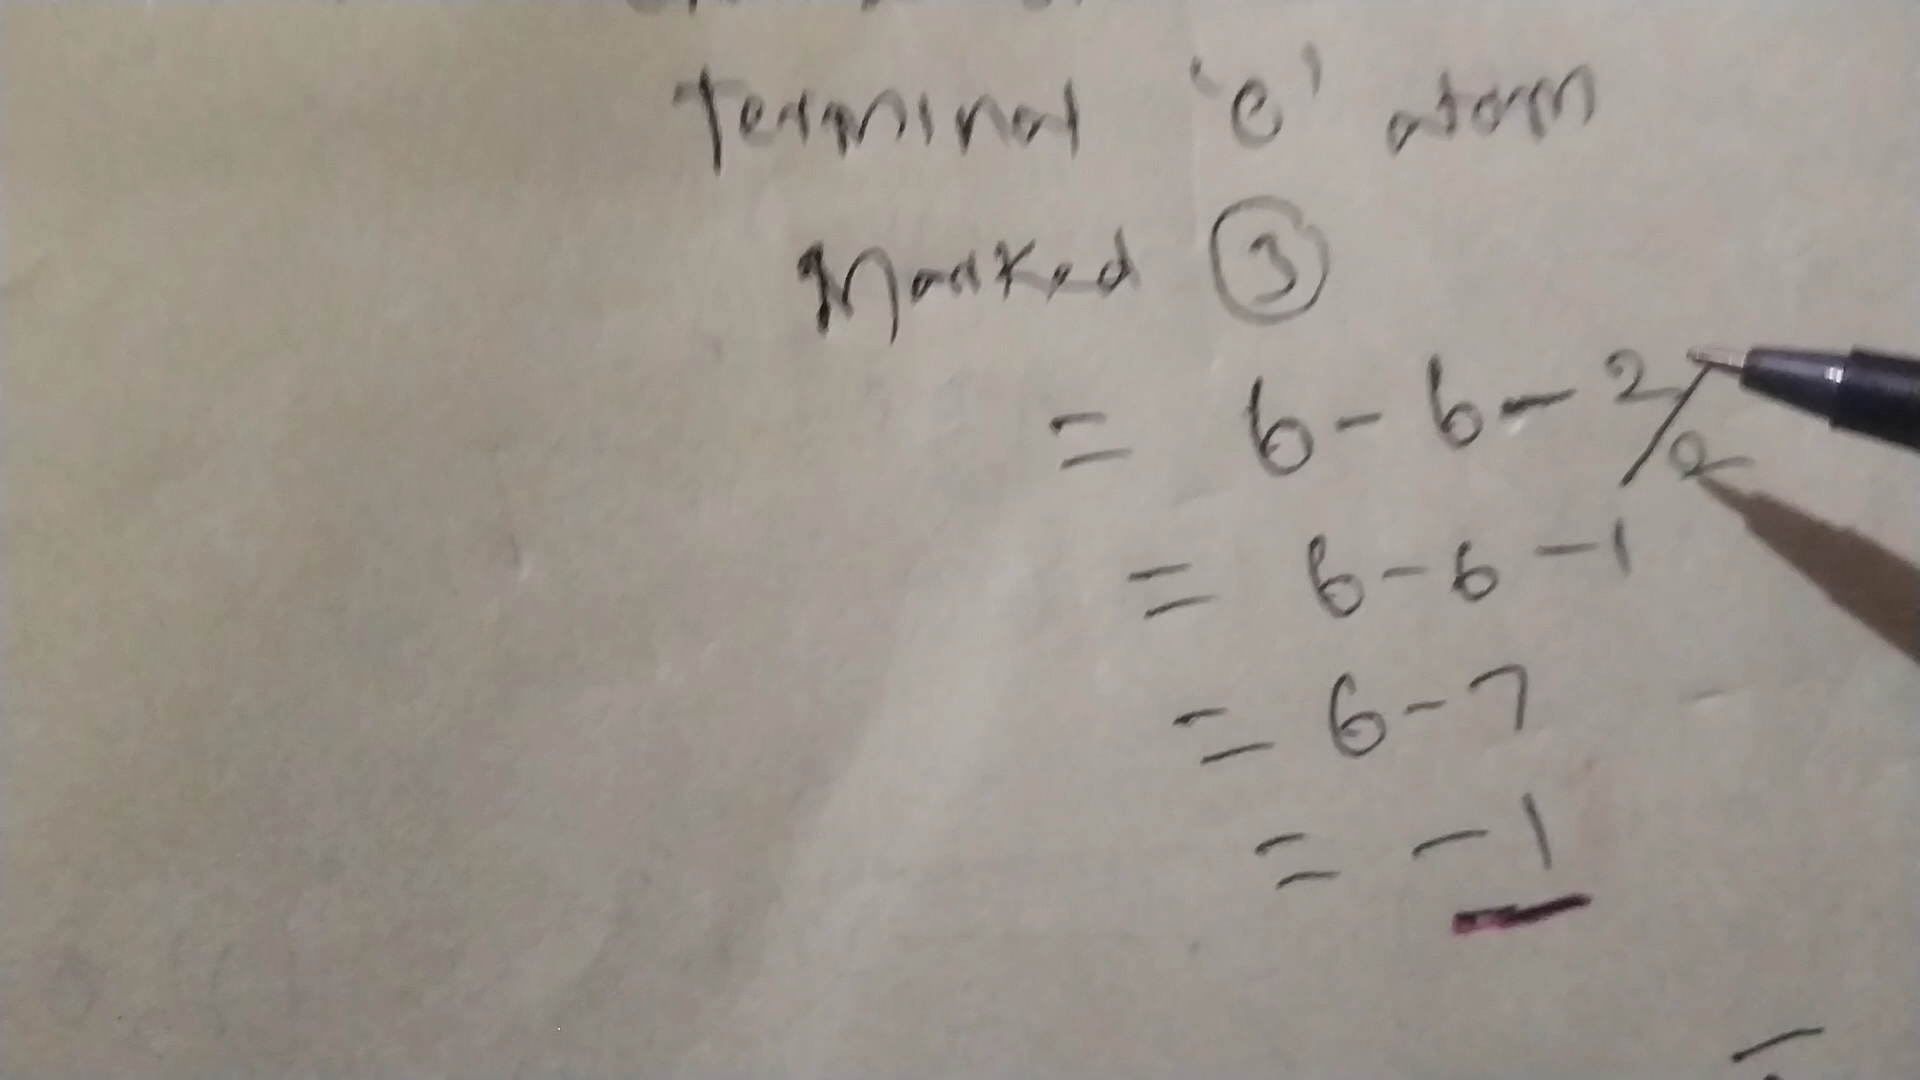 Terminal 'o' atom
Marked ③
= 6 - 6 - 2/2
= 6 - 6 - 1
= 6 - 7
= - 1